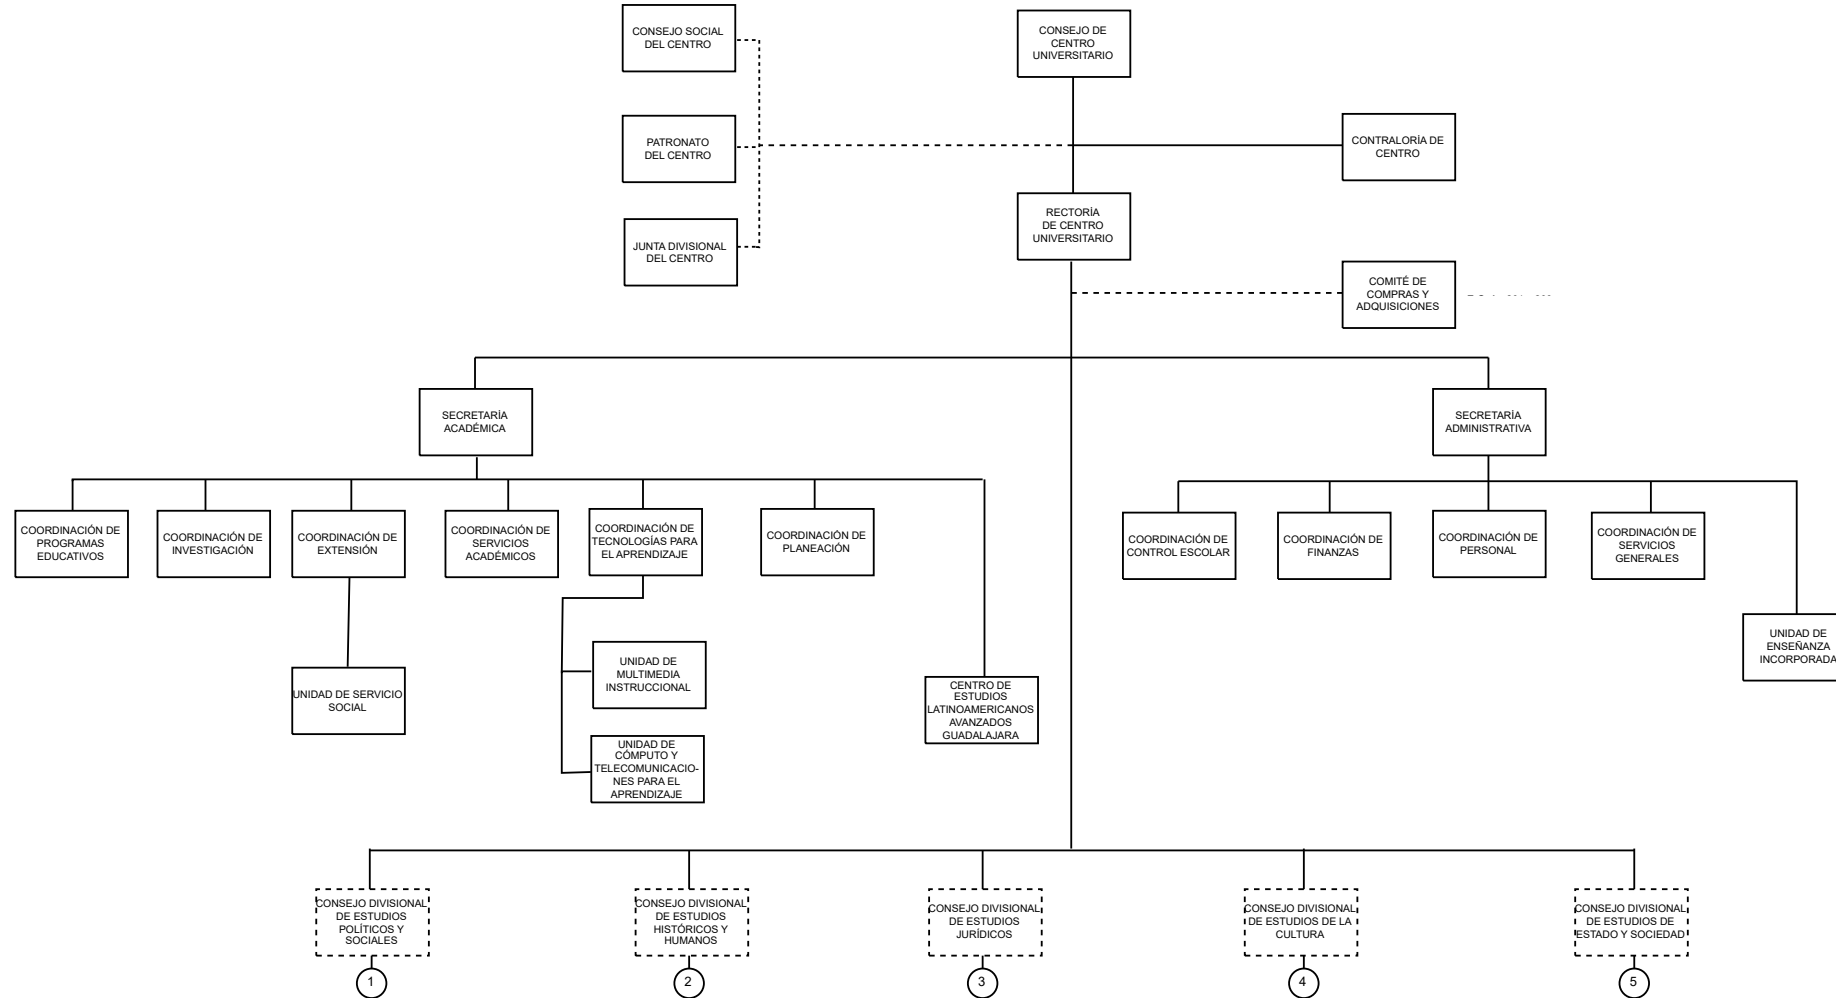 CONSEJO SOCIAL
DEL CENTRO
CONSEJO DE
CENTRO
UNIVERSITARIO
PATRONATO
DEL CENTRO
CONTRALORÍA DE
CENTRO
JUNTA DIVISIONAL
DEL CENTRO
RECTORÍA
DE CENTRO
UNIVERSITARIO
COMITÉ DE
COMPRAS Y
ADQUISICIONES
SECRETARÍA
ACADÉMICA
SECRETARÍA
ADMINISTRATIVA
COORDINACIÓN DE
PROGRAMAS
EDUCATIVOS
COORDINACIÓN DE
INVESTIGACIÓN
COORDINACIÓN DE
EXTENSIÓN
COORDINACIÓN DE
SERVICIOS
ACADÉMICOS
COORDINACIÓN DE
TECNOLOGÍAS PARA
EL APRENDIZAJE
COORDINACIÓN DE
PLANEACIÓN
COORDINACIÓN DE
CONTROL ESCOLAR
COORDINACIÓN DE
FINANZAS
COORDINACIÓN DE
PERSONAL
COORDINACIÓN DE
SERVICIOS
GENERALES
UNIDAD DE
ENSEÑANZA
INCORPORADA
UNIDAD DE SERVICIO
SOCIAL
UNIDAD DE
MULTIMEDIA
INSTRUCCIONAL
CENTRO DE
ESTUDIOS
LATINOAMERICANOS
AVANZADOS
GUADALAJARA
UNIDAD DE
CÓMPUTO Y
TELECOMUNICACIO-
NES PARA EL
APRENDIZAJE
CONSEJO DIVISIONAL
DE ESTUDIOS
POLÍTICOS Y
SOCIALES
CONSEJO DIVISIONAL
DE ESTUDIOS
HISTÓRICOS Y
HUMANOS
CONSEJO DIVISIONAL
DE ESTUDIOS
JURÍDICOS
CONSEJO DIVISIONAL
DE ESTUDIOS DE LA
CULTURA
CONSEJO DIVISIONAL
DE ESTUDIOS DE
ESTADO Y SOCIEDAD
1
2
3
4
5